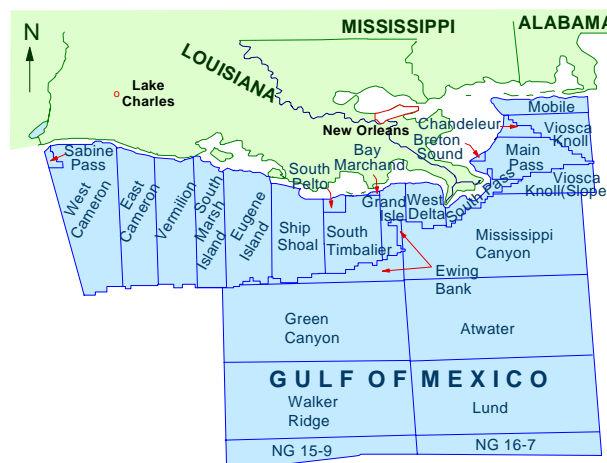 MISSISSIPPI
ALABAMA
N
LOUISIANA
Lake
Charles
New Orleans
Mobile
Chandeleur
Viosca
Knoll
Breton
Sound
Main
Pass
Viosca
Knoll(Slope)
Sabine
Pass
Bay
Marchand
South
Pelto
Grand
Isle
West
Delta
South Pass
West
Cameron
East
Cameron
Vermilion
South
Marsh
Island
Eugene
Island
Ship
Shoal
South
Timbalier
Mississippi
Canyon
Ewing
Bank
Green
Canyon
Atwater
GULF OF MEXICO
Walker
Ridge
Lund
NG 15-9
NG 16-7